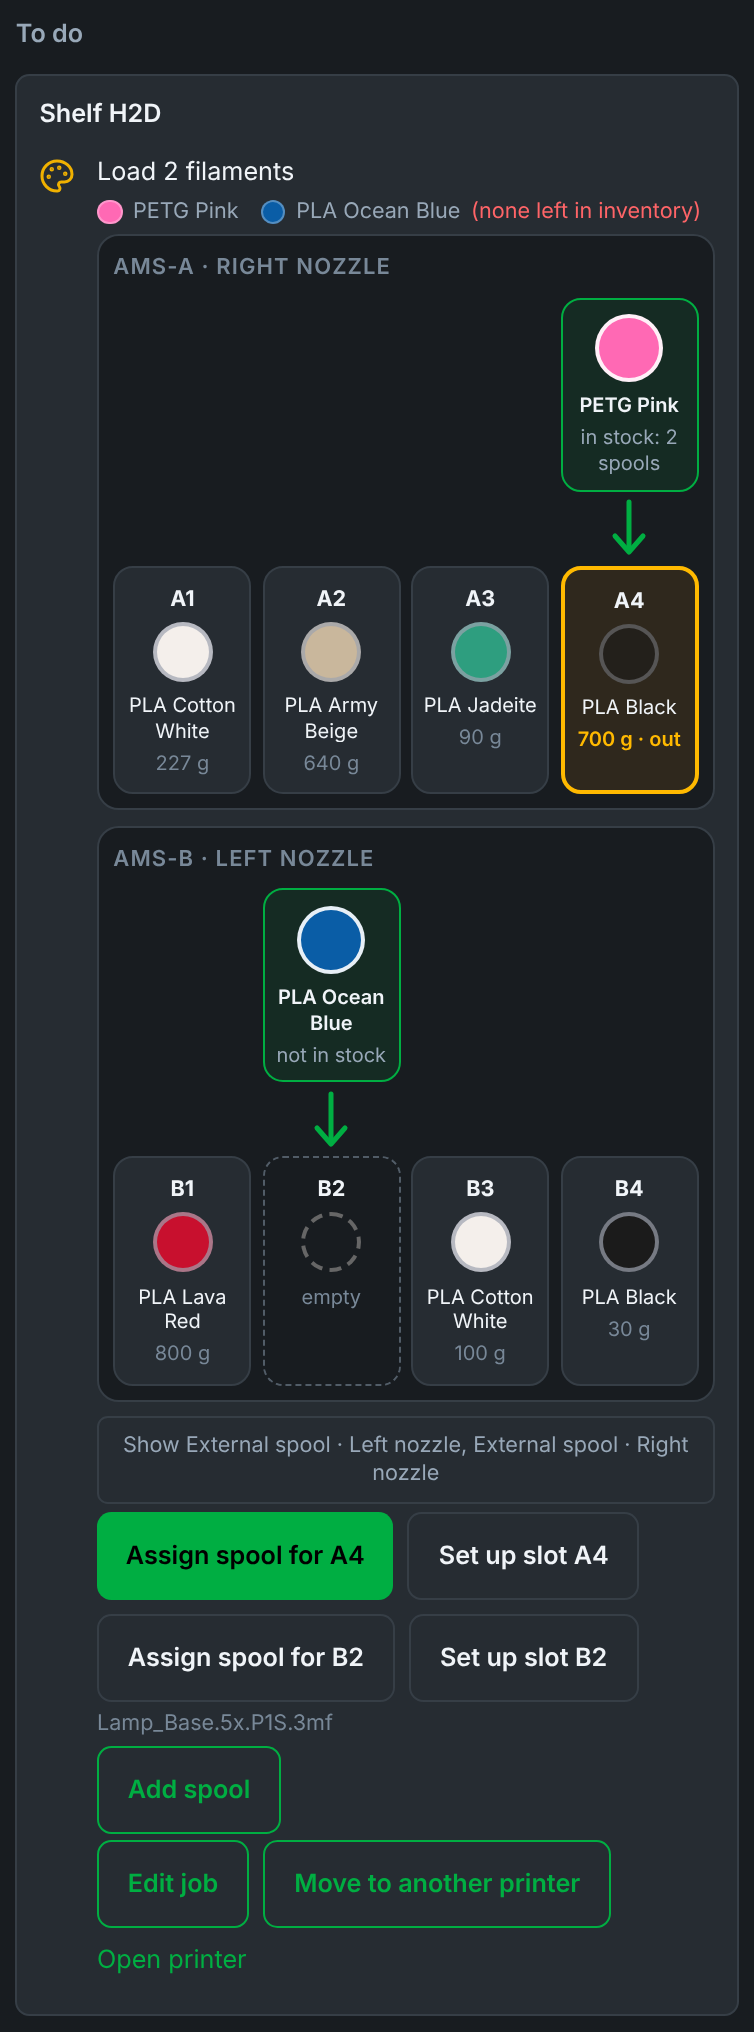 To do
Shelf H2D
Load 2 filaments
PETG Pink PLA Ocean Blue (none left in inventory)
AMS-A · RIGHT NOZZLE
PETG Pink
in stock: 2
spools
A1
PLA Cotton
White
227 g
A2
PLA Army
Beige
640 g
A3
PLA Jadeite
90 g
A4
PLA Black
700 g · out
AMS-B · LEFT NOZZLE
PLA Ocean
Blue
not in stock
B1
PLA Lava
Red
800 g
B2
empty
B3
PLA Cotton
White
100 g
B4
PLA Black
30 g
Show External spool · Left nozzle, External spool · Right
nozzle
Assign spool for A4
Set up slot A4
Assign spool for B2
Set up slot B2
Lamp_Base.5x.P1S.3mf
Add spool
Edit job
Move to another printer
Open printer